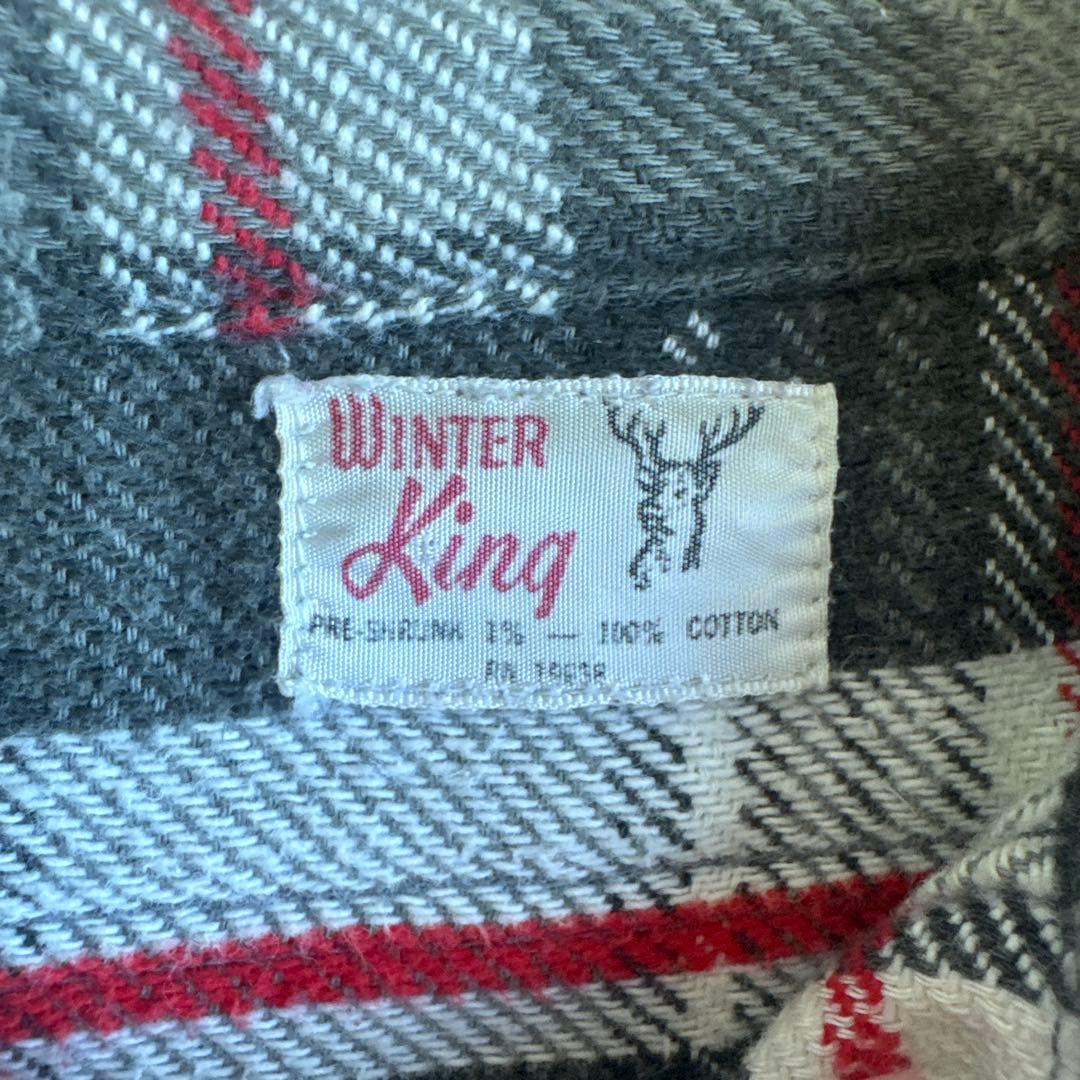 WINTER
King
PRE-SHRUNK 1% — 100% COTTON
RN